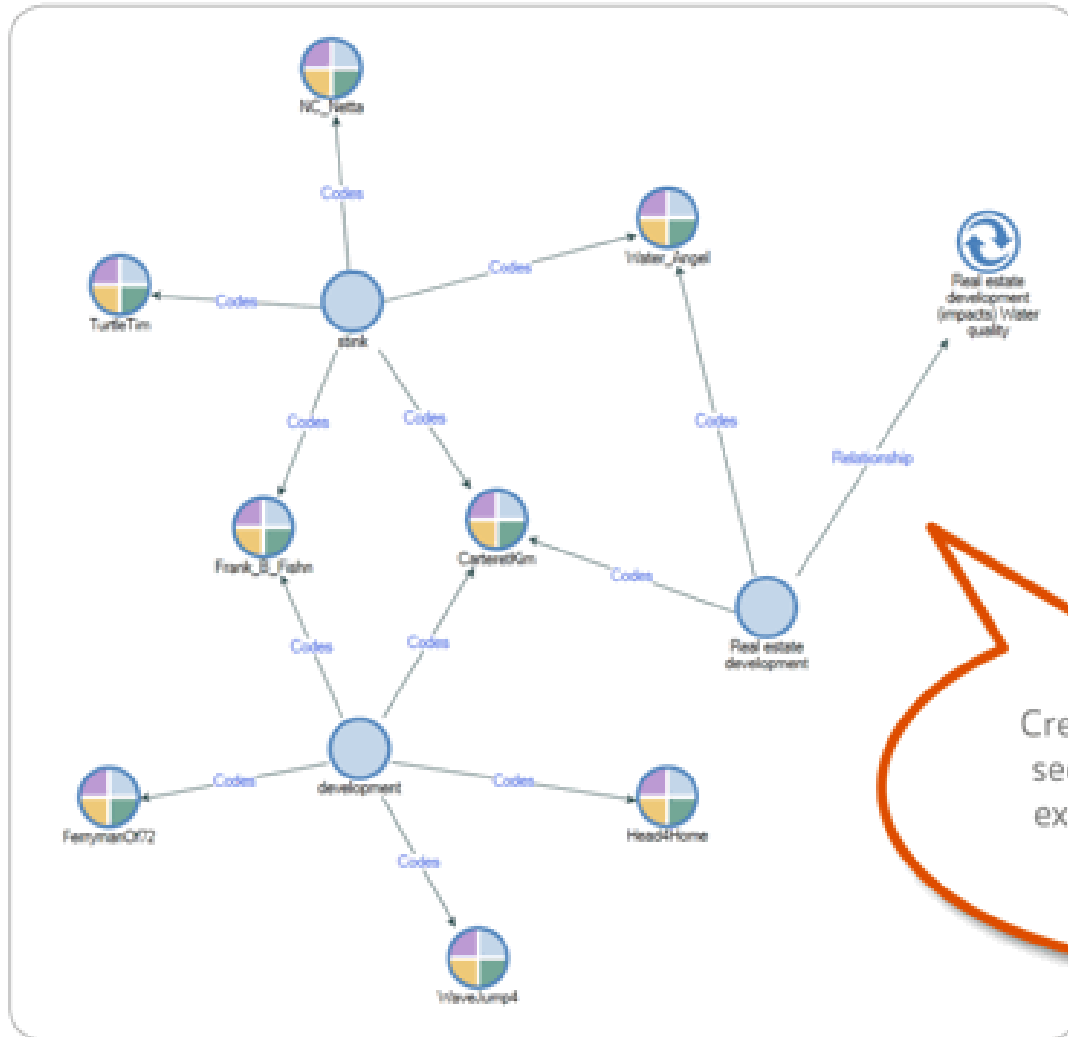 NC_Netta
Codes
Water_Angel
Codes
TurtleTim
Codes
stink
Real estate
development
(impacts) Water
quality
Codes
Codes
Codes
Relationship
Frank_B_Fishn
CarteretKim
Codes
Codes
Codes
Real estate
development
development
Codes
Codes
FerrymanOf72
Head4Home
Codes
WaveJump4
Cre
se
ex